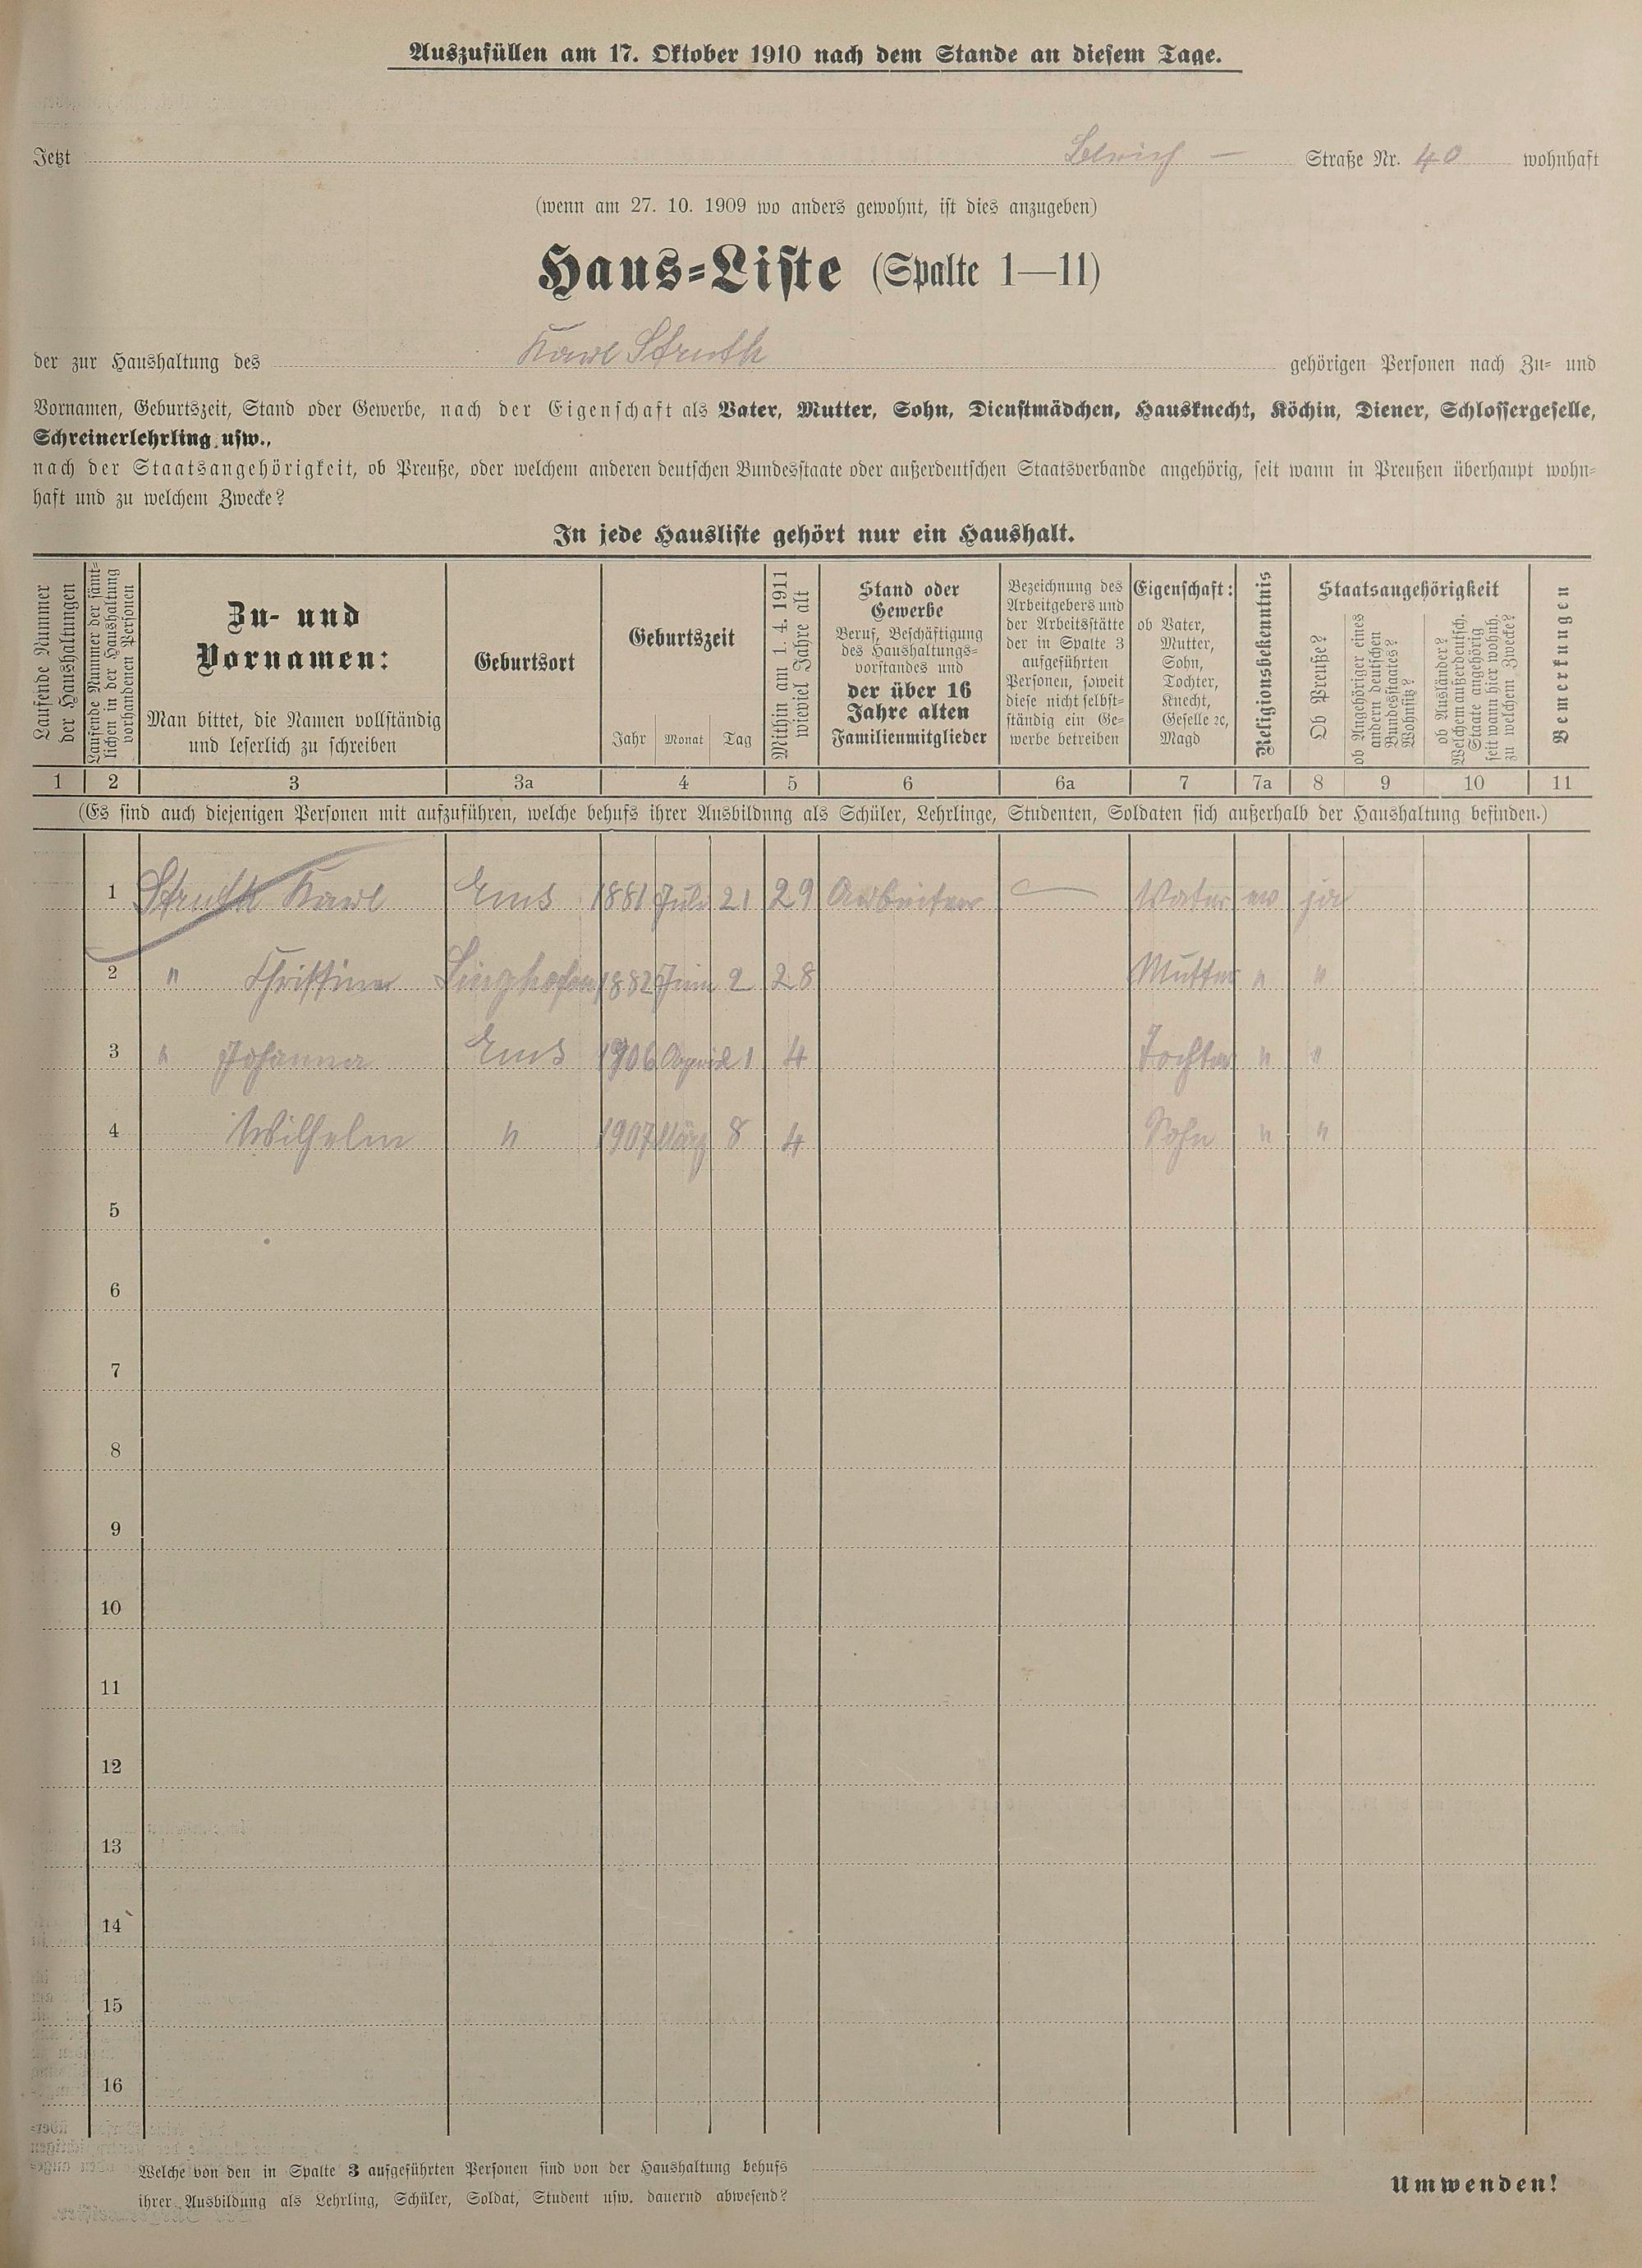 Auszufüllen am 17. Oktober 1910 nach dem Stande an diesem Tage.
Jetzt Straße Nr. 40 wohnhaft
(wenn am 27. 10. 1909 wo anders gewohnt, ist dies anzugeben)
Haus-Liste (Spalte 1—11)
der zur Haushaltung des Karl Struth gehörigen Personen nach Zu- und
Vornamen, Geburtszeit, Stand oder Gewerbe, nach der Eigenschaft als Vater, Mutter, Sohn, Dienstmädchen, Hausknecht, Köchin, Diener, Schlossergeselle,
Schreinerlehrling usw.,
nach der Staatsangehörigkeit, ob Preuße, oder welchem anderen deutschen Bundesstaate oder außerdeutschen Staatsverbande angehörig, seit wann in Preußen überhaupt wohn-
haft und zu welchem Zwecke?
In jede Hausliste gehört nur ein Haushalt.
Laufende Nummer
der Haushaltungen
Laufende Nummer der sämt-
lichen in der Haushaltung
vorhandenen Personen
Zu- und
Vornamen:
Man bittet, die Namen vollständig
und leserlich zu schreiben
Geburtsort
Geburtszeit
Jahr Monat Tag
Mithin am 1. 4. 1911
wieviel Jahre alt
Stand oder
Gewerbe
Beruf, Beschäftigung
des Haushaltungs-
vorstandes und
der über 16
Jahre alten
Familienmitglieder
Bezeichnung des
Arbeitgebers und
der Arbeitsstätte
der in Spalte 3
aufgeführten
Personen, soweit
diese nicht selbst-
ständig ein Ge-
werbe betreiben
Eigenschaft:
ob Vater,
Mutter,
Sohn,
Tochter,
Knecht,
Geselle ꝛc,
Magd
Religionsbekenntnis
Staatsangehörigkeit
Ob Preuße?
ob Angehöriger eines
andern deutschen
Bundesstaates?
Wohnsitz?
ob Ausländer?
Welchem außerdeutsch.
Staate angehörig
seit wann hier wohnh.
zu welchem Zwecke?
Bemerkungen
1 2 3 3a 4 5 6 6a 7 7a 8 9 10 11
(Es sind auch diejenigen Personen mit aufzuführen, welche behufs ihrer Ausbildung als Schüler, Lehrlinge, Studenten, Soldaten sich außerhalb der Haushaltung befinden.)
1 Struth Karl Ems 1881 Juli 21 29 Arbeiter — Vater ev ja
2 " Christine Singhofen 1882 Juni 2 28 Mutter " "
3 " Johanna Ems 1906 April 1 4 Tochter " "
4 Wilhelm " 1907 März 8 4 Sohn " "
5
6
7
8
9
10
11
12
13
14
15
16
Welche von den in Spalte 3 aufgeführten Personen sind von der Haushaltung behufs
ihrer Ausbildung als Lehrling, Schüler, Soldat, Student usw. dauernd abwesend?
Umwenden!